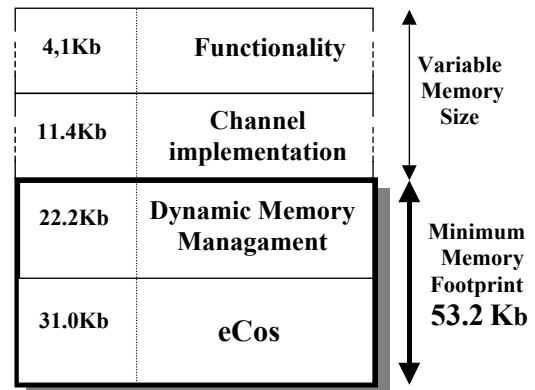 4,1Kb
Functionality
11.4Kb
Channel
implementation
22.2Kb
Dynamic Memory
Managament
31.0Kb
eCos
Variable
Memory
Size
Minimum
Memory
Footprint
53.2 Kb